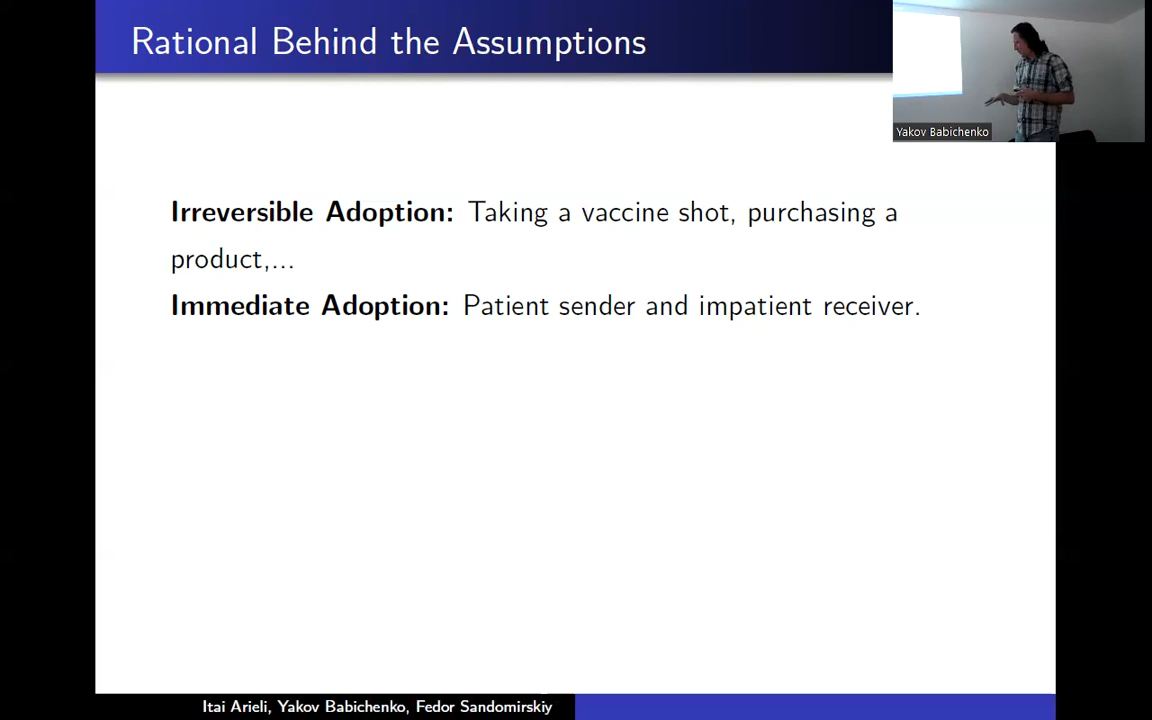 Rational Behind the Assumptions
Yakov Babichenko
Irreversible Adoption: Taking a vaccine shot, purchasing a
product,...
Immediate Adoption: Patient sender and impatient receiver.
Itai Arieli, Yakov Babichenko, Fedor Sandomirskiy